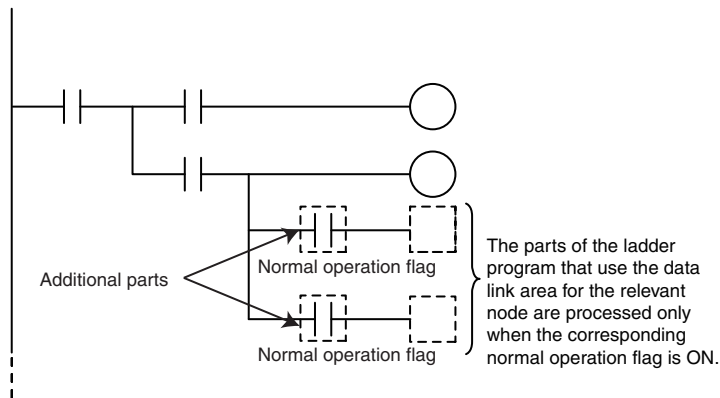 Normal operation flag
Additional parts
Normal operation flag
The parts of the ladder
program that use the data
link area for the relevant
node are processed only
when the corresponding
normal operation flag is ON.